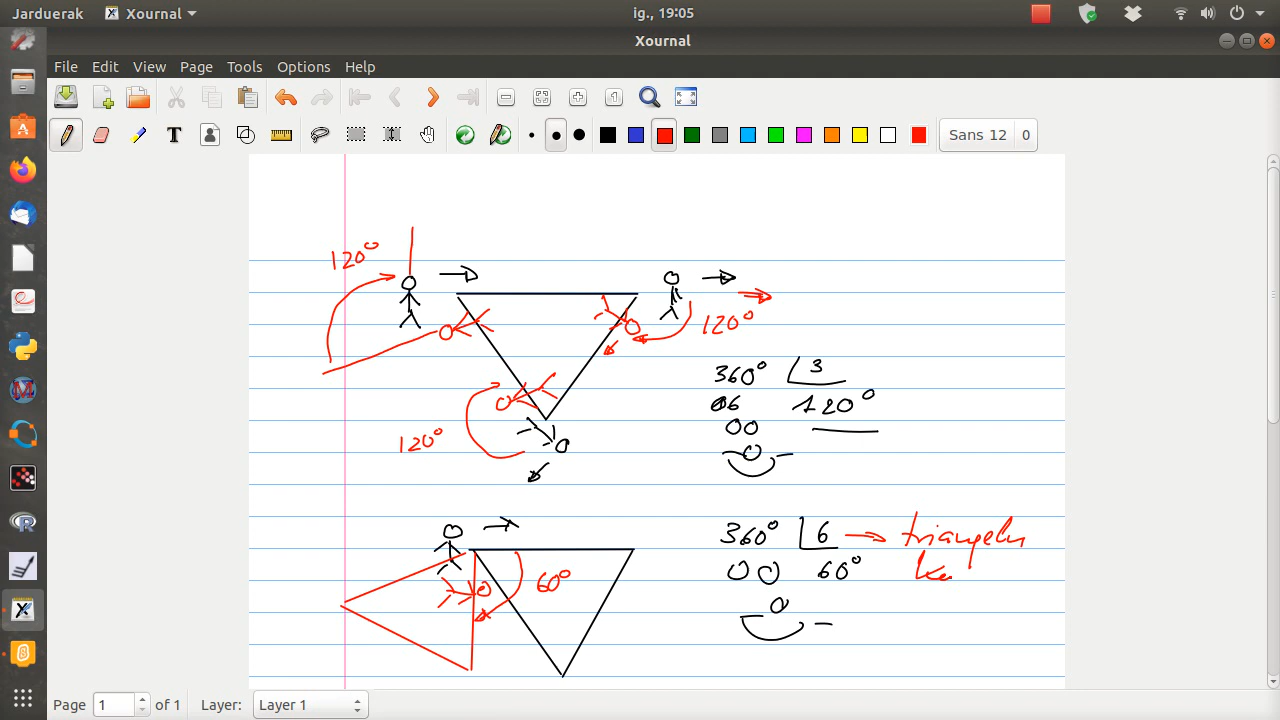 Jarduerak Xournal ig., 19:05
Xournal
File Edit View Page Tools Options Help
Sans 12 0
120°
120°
360° 3
06 120°
00
0
120°
360° 6 → triangelu
00 60° ke
60°
0
Page 1 of 1 Layer: Layer 1